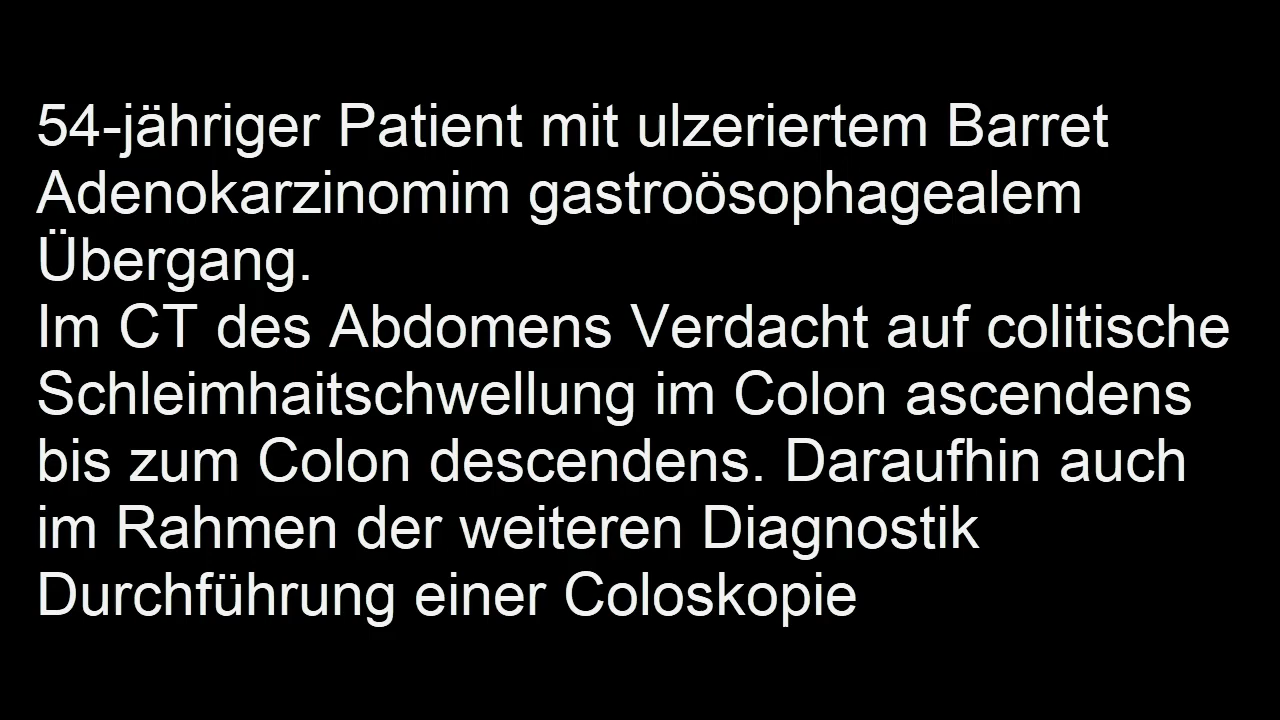 54-jähriger Patient mit ulzeriertem Barret
Adenokarzinomim gastroösophagealem
Übergang.
Im CT des Abdomens Verdacht auf colitische
Schleimhaitschwellung im Colon ascendens
bis zum Colon descendens. Daraufhin auch
im Rahmen der weiteren Diagnostik
Durchführung einer Coloskopie